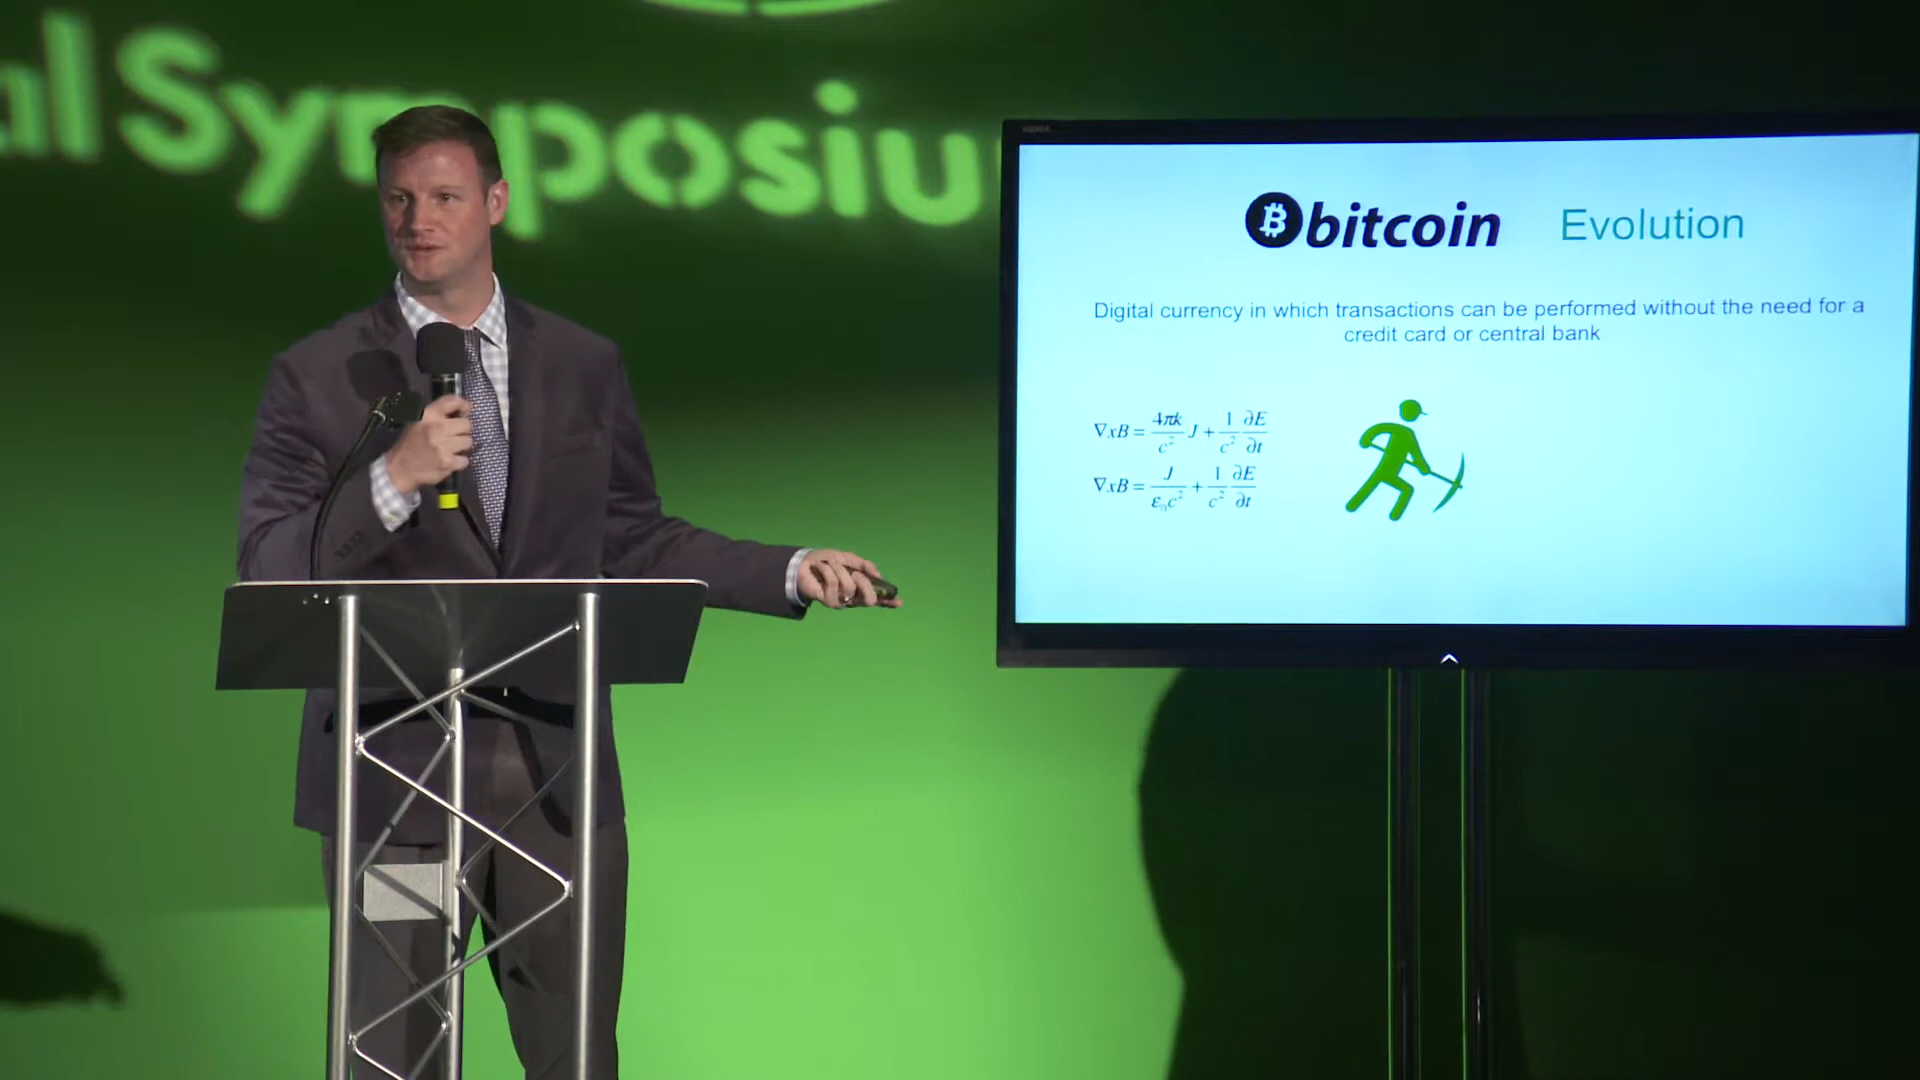 al Symposiu
bitcoin Evolution
Digital currency in which transactions can be performed without the need for a
credit card or central bank
∇xB = 4πk/c² J + 1/c² ∂E/∂t
∇xB = J/ε₀c² + 1/c² ∂E/∂t